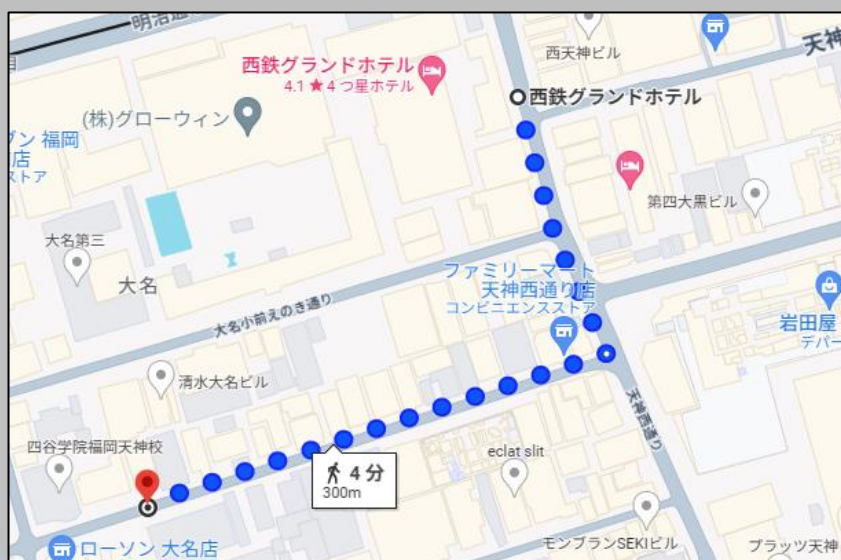 明治通
西天神ビル
西鉄グランドホテル
4.1 ★ 4 つ星ホテル
天神
西鉄グランドホテル
(株)グローウィン
ブン 福岡
店
ストア
第四大黒ビル
大名第三
大名
ファミリーマート
天神西通り店
コンビニエンスストア
大名小前えのき通り
岩田屋
デパー
清水大名ビル
天神西通り
四谷学院福岡天神校
eclat slit
4 分
300m
ローソン 大名店
モンブランSEKIビル
プラッツ天神